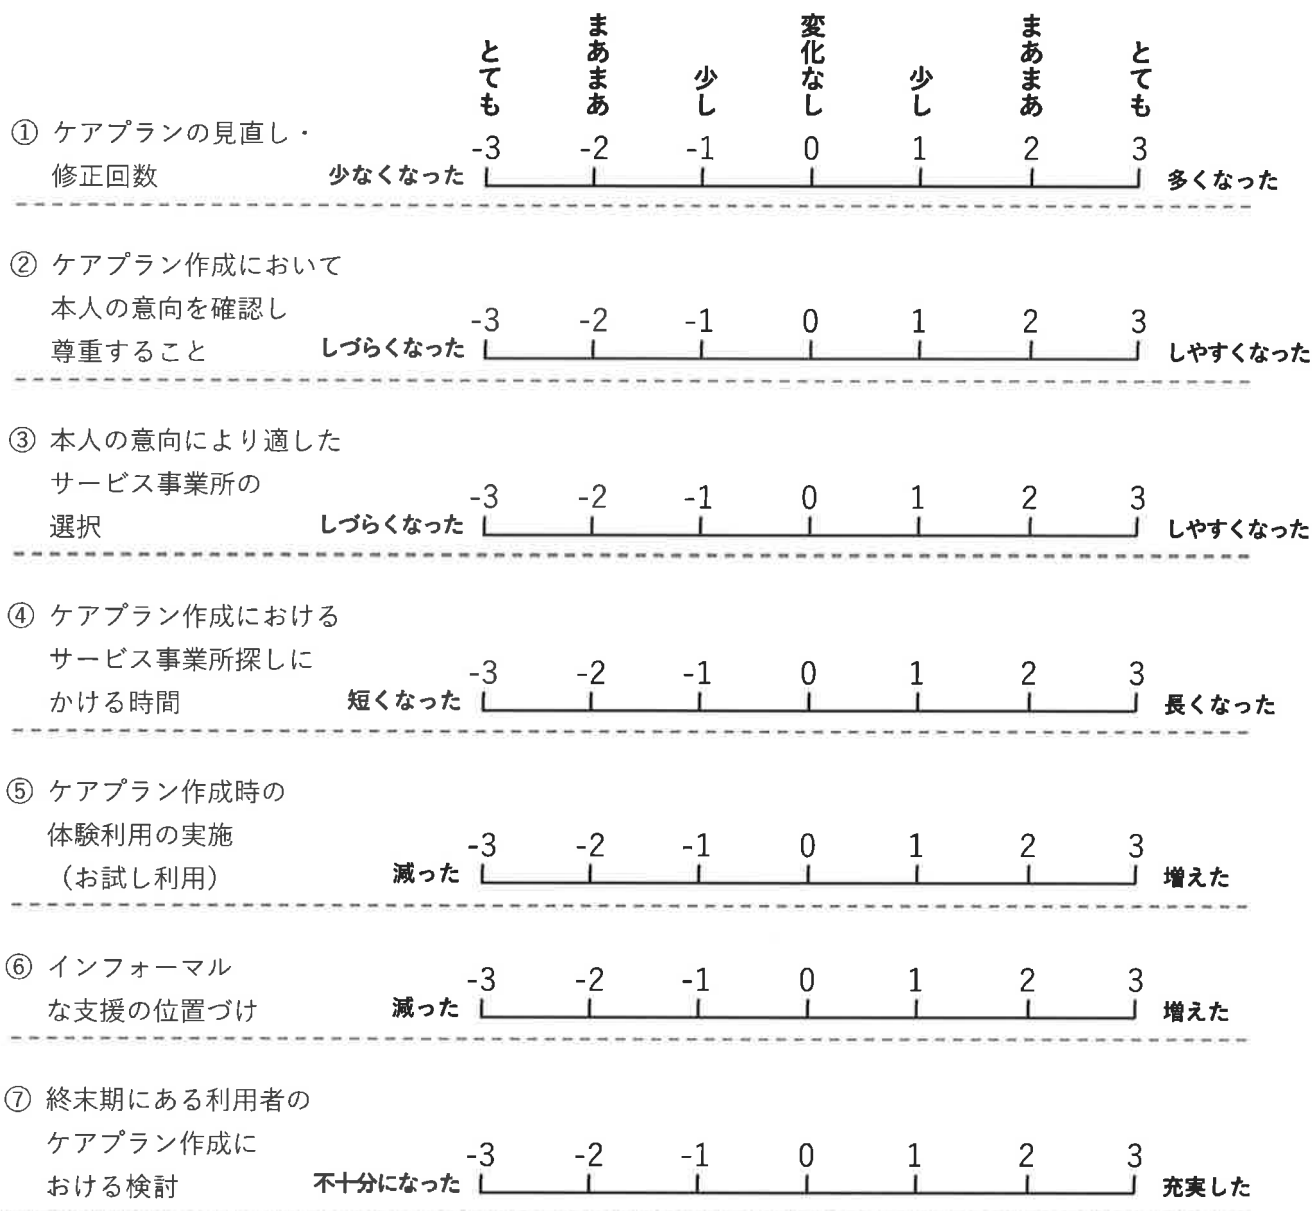 とても まあまあ 少し 変化なし 少し まあまあ とても
① ケアプランの見直し・
-3 -2 -1 0 1 2 3
修正回数 少なくなった 多くなった
② ケアプラン作成において
本人の意向を確認し
-3 -2 -1 0 1 2 3
尊重すること しづらくなった しやすくなった
③ 本人の意向により適した
サービス事業所の
-3 -2 -1 0 1 2 3
選択 しづらくなった しやすくなった
④ ケアプラン作成における
サービス事業所探しに
-3 -2 -1 0 1 2 3
かける時間 短くなった 長くなった
⑤ ケアプラン作成時の
体験利用の実施
-3 -2 -1 0 1 2 3
（お試し利用） 減った 増えた
⑥ インフォーマル
-3 -2 -1 0 1 2 3
な支援の位置づけ 減った 増えた
⑦ 終末期にある利用者の
ケアプラン作成に
-3 -2 -1 0 1 2 3
おける検討 不十分になった 充実した